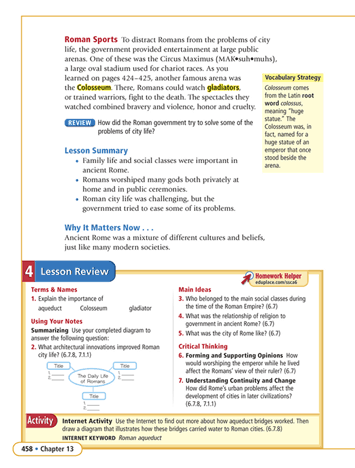 Roman Sports To distract Romans from the problems of city
life, the government provided entertainment at large public
arenas. One of these was the Circus Maximus (MAK•suh•muhs),
a large oval stadium used for chariot races. As you
learned on pages 424–425, another famous arena was
the Colosseum. There, Romans could watch gladiators,
or trained warriors, fight to the death. The spectacles they
watched combined bravery and violence, honor and cruelty.
REVIEW How did the Roman government try to solve some of the
problems of city life?
Vocabulary Strategy
Colosseum comes
from the Latin root
word colossus,
meaning "huge
statue." The
Colosseum was, in
fact, named for a
huge statue of an
emperor that once
stood beside the
arena.
Lesson Summary
• Family life and social classes were important in
ancient Rome.
• Romans worshiped many gods both privately at
home and in public ceremonies.
• Roman city life was challenging, but the
government tried to ease some of its problems.
Why It Matters Now . . .
Ancient Rome was a mixture of different cultures and beliefs,
just like many modern societies.
4 Lesson Review
Homework Helper
eduplace.com/sscα6
Terms & Names
1. Explain the importance of
aqueduct Colosseum gladiator
Using Your Notes
Summarizing Use your completed diagram to
answer the following question:
2. What architectural innovations improved Roman
city life? (6.7.8, 7.1.1)
Title
Title
1.
2.
The Daily Life
of Romans
1.
2.
Title
1.
2.
Main Ideas
3. Who belonged to the main social classes during
the time of the Roman Empire? (6.7)
4. What was the relationship of religion to
government in ancient Rome? (6.7)
5. What was the city of Rome like? (6.7)
Critical Thinking
6. Forming and Supporting Opinions How
would worshiping the emperor while he lived
affect the Romans' view of their ruler? (6.7)
7. Understanding Continuity and Change
How did Rome's urban problems affect the
development of cities in later civilizations?
(6.7.8, 7.1.1)
Activity
Internet Activity Use the Internet to find out more about how aqueduct bridges worked. Then
draw a diagram that illustrates how these bridges carried water to Roman cities. (6.7.8)
INTERNET KEYWORD Roman aqueduct
458 • Chapter 13